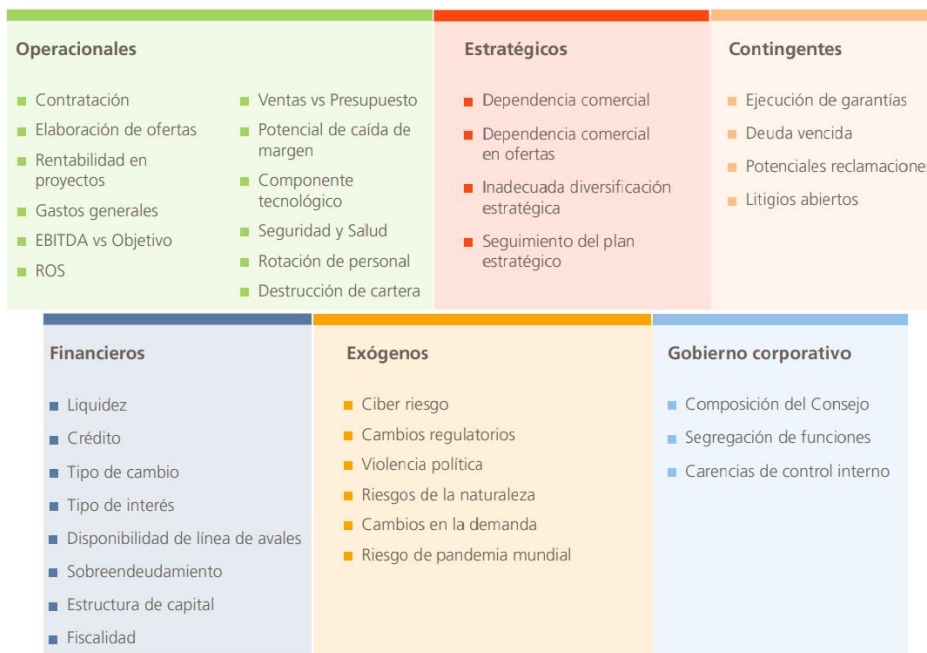 Operacionales
Contratación
Elaboración de ofertas
Rentabilidad en
proyectos
Gastos generales
EBITDA vs Objetivo
ROS
Ventas vs Presupuesto
Potencial de caída de
margen
Componente
tecnológico
Seguridad y Salud
Rotación de personal
Destrucción de cartera
Estratégicos
Dependencia comercial
Dependencia comercial
en ofertas
Inadecuada diversificación
estratégica
Seguimiento del plan
estratégico
Contingentes
Ejecución de garantías
Deuda vencida
Potenciales reclamaciones
Litigios abiertos
Financieros
Liquidez
Crédito
Tipo de cambio
Tipo de interés
Disponibilidad de línea de avales
Sobreendeudamiento
Estructura de capital
Fiscalidad
Exógenos
Ciber riesgo
Cambios regulatorios
Violencia política
Riesgos de la naturaleza
Cambios en la demanda
Riesgo de pandemia mundial
Gobierno corporativo
Composición del Consejo
Segregación de funciones
Carencias de control interno